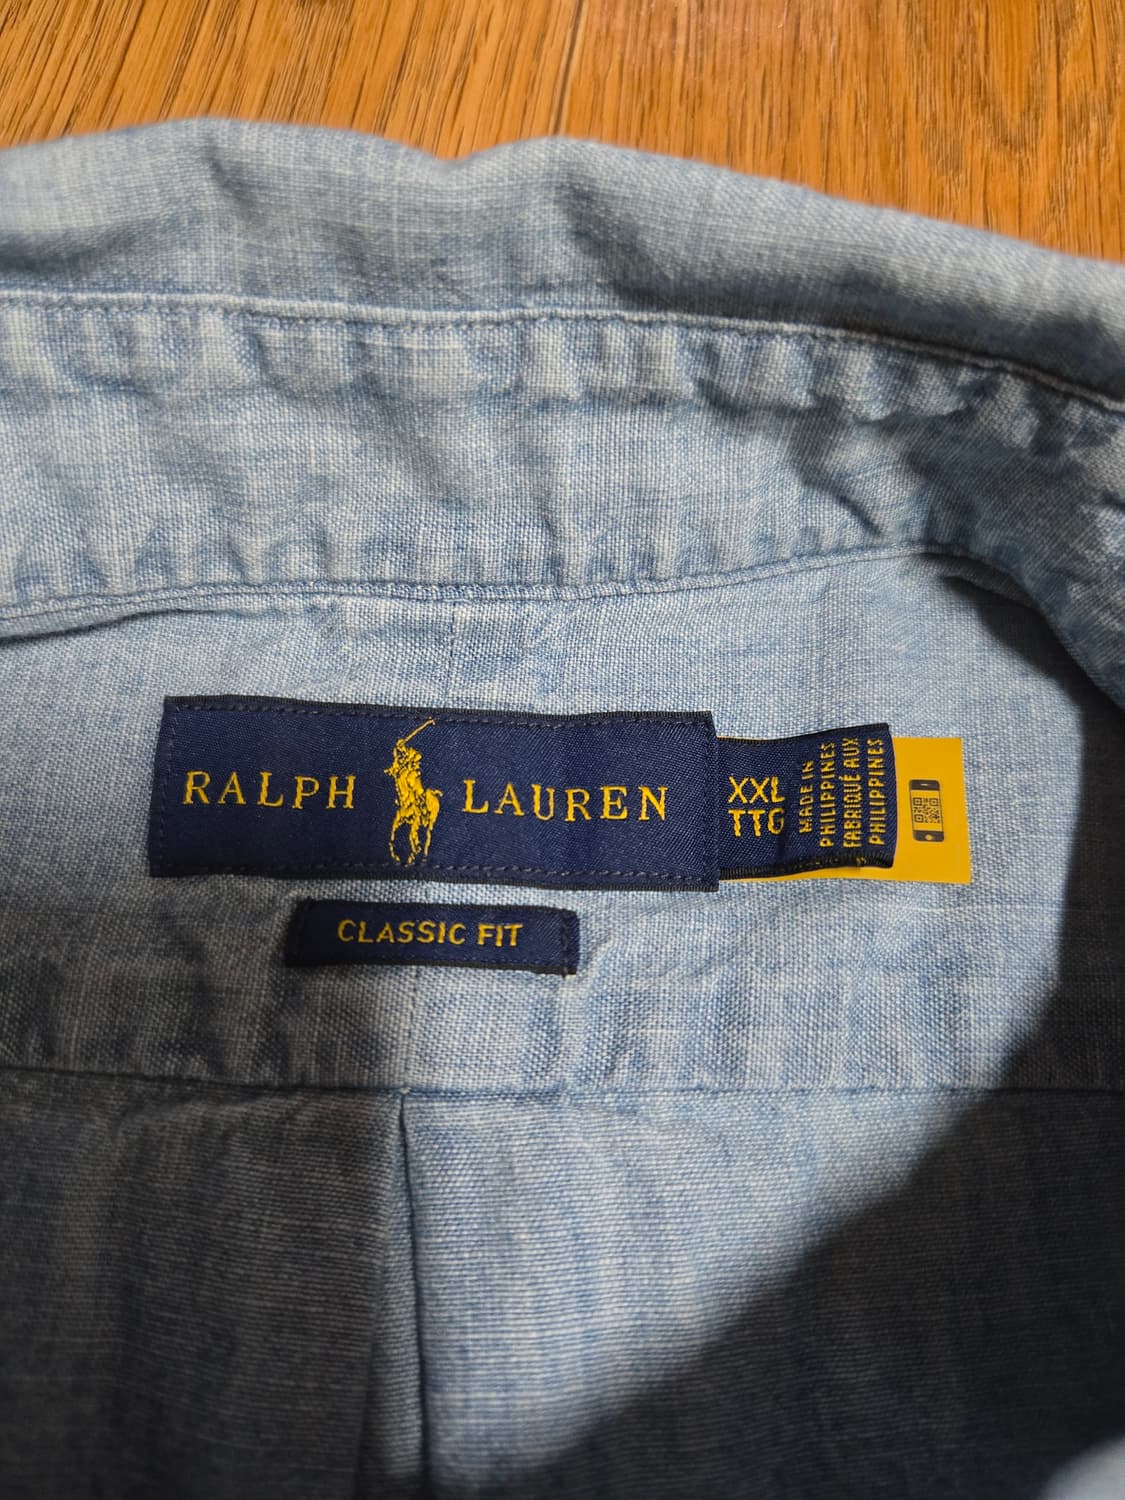 RALPH LAUREN
XXL
TTG
MADE IN
PHILIPPINES
FABRIQUÉ AUX
PHILIPPINES
CLASSIC FIT